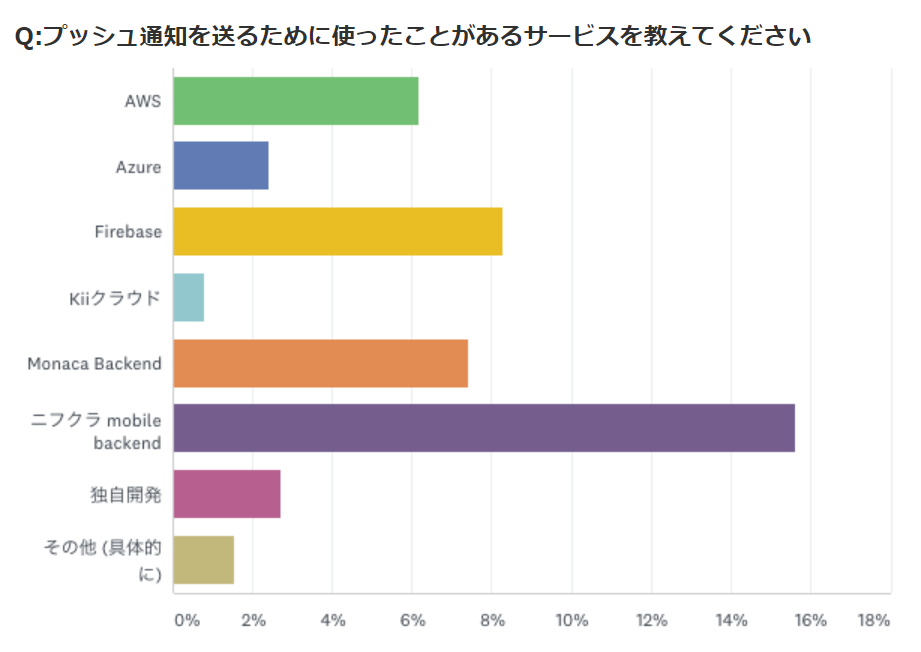 Q:プッシュ通知を送るために使ったことがあるサービスを教えてください
AWS
Azure
Firebase
Kiiクラウド
Monaca Backend
ニフクラ mobile
backend
独自開発
その他 (具体的
に)
0% 2% 4% 6% 8% 10% 12% 14% 16% 18%